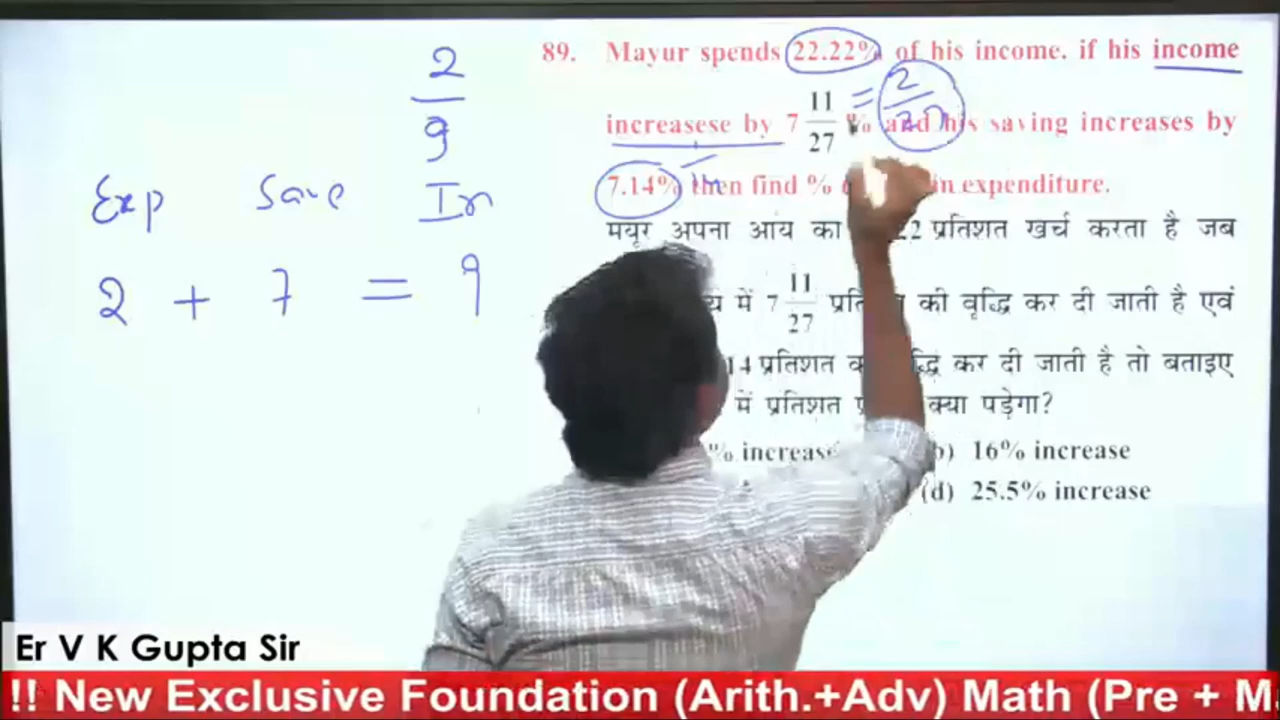 89. Mayur spends 22.22% of his income. if his income
increasese by 7 11/27 % and his saving increases by
7.14% then find % in expenditure.
मयूर अपना आंय का 22 प्रतिशत खर्च करता है जब
में 7 11/27 की वृद्धि कर दी जाती है एवं
14 प्रतिशत कर दी जाती है तो बताइए
में प्रतिशत क्या पड़ेगा?
% increase b) 16% increase
(d) 25.5% increase
2/9
Exp Save In
2 + 7 = 9
= 2/27
Er V K Gupta Sir
!! New Exclusive Foundation (Arith.+Adv) Math (Pre + M